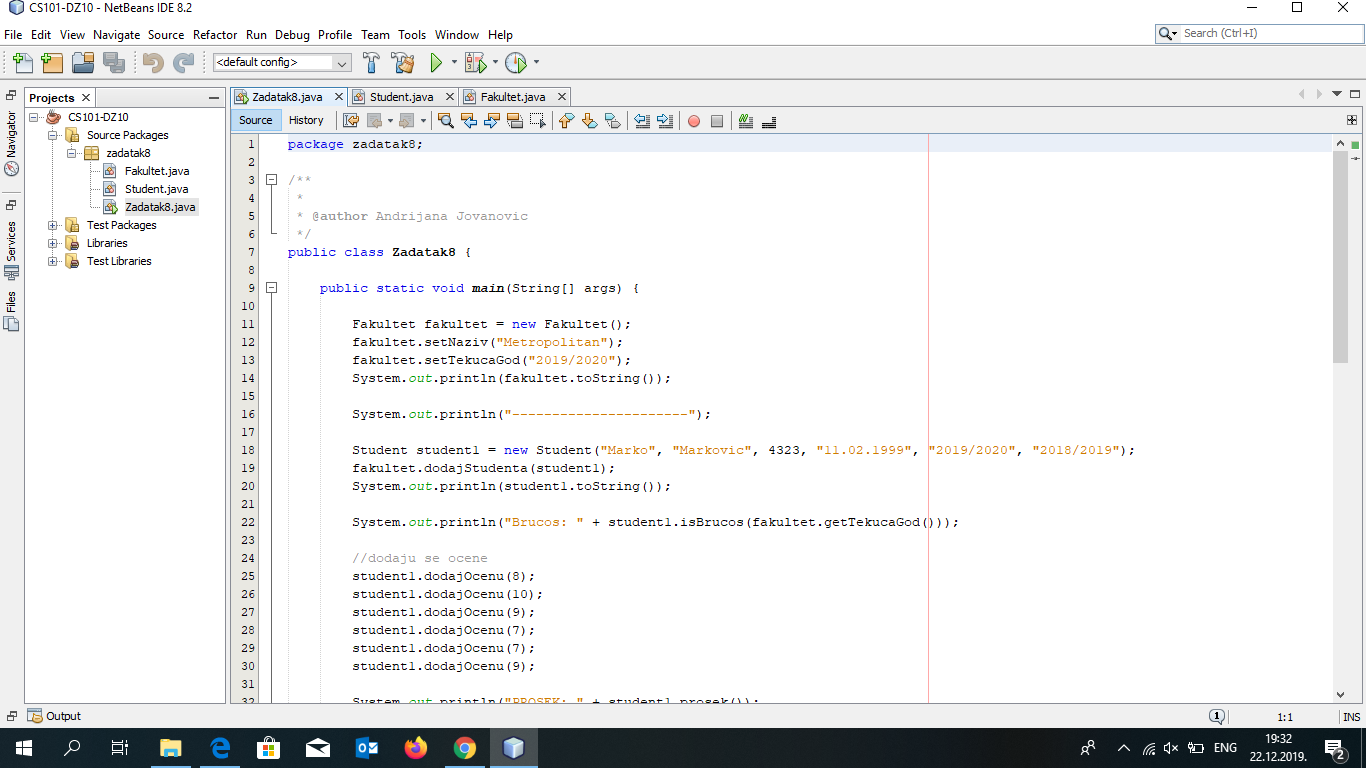 CS101-DZ10 - NetBeans IDE 8.2
File Edit View Navigate Source Refactor Run Debug Profile Team Tools Window Help
Search (Ctrl+I)
<default config>
Projects
Navigator
Services
Files
CS101-DZ10
Source Packages
zadatak8
Fakultet.java
Student.java
Zadatak8.java
Test Packages
Libraries
Test Libraries
Zadatak8.java Student.java Fakultet.java
Source History
1 package zadatak8;
2
3 /**
4 *
5 * @author Andrijana Jovanovic
6 */
7 public class Zadatak8 {
8
9 public static void main(String[] args) {
10
11 Fakultet fakultet = new Fakultet();
12 fakultet.setNaziv("Metropolitan");
13 fakultet.setTekucaGod("2019/2020");
14 System.out.println(fakultet.toString());
15
16 System.out.println("----------------------");
17
18 Student student1 = new Student("Marko", "Markovic", 4323, "11.02.1999", "2019/2020", "2018/2019");
19 fakultet.dodajStudenta(student1);
20 System.out.println(student1.toString());
21
22 System.out.println("Brucos: " + student1.isBrucos(fakultet.getTekucaGod()));
23
24 //dodaju se ocene
25 student1.dodajOcenu(8);
26 student1.dodajOcenu(10);
27 student1.dodajOcenu(9);
28 student1.dodajOcenu(7);
29 student1.dodajOcenu(7);
30 student1.dodajOcenu(9);
31
32 System.out.println("PROSEK: " + student1.prosek());
Output
1
1:1 INS
ENG
19:32
22.12.2019.
2